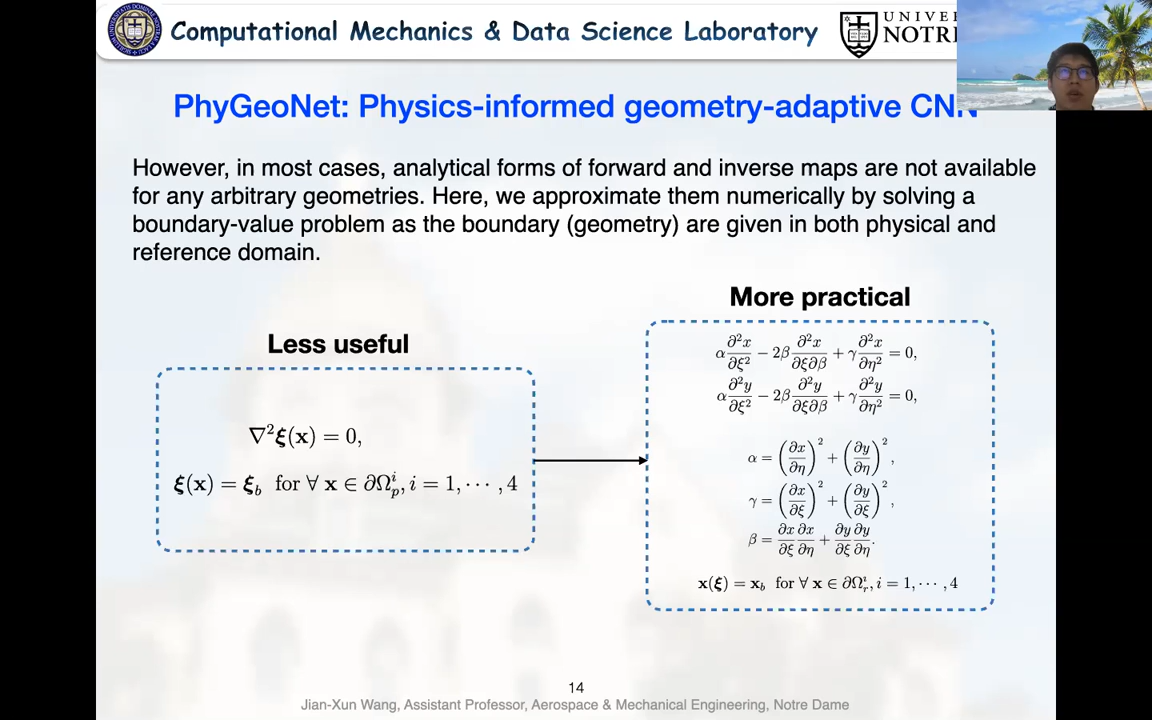 Computational Mechanics & Data Science Laboratory
PhyGeoNet: Physics-informed geometry-adaptive CNN
However, in most cases, analytical forms of forward and inverse maps are not available
for any arbitrary geometries. Here, we approximate them numerically by solving a
boundary-value problem as the boundary (geometry) are given in both physical and
reference domain.
Less useful
∇²ξ(x) = 0,
ξ(x) = ξ_b for ∀ x ∈ ∂Ω_p^i, i = 1, ⋯ , 4
More practical
α ∂²x/∂ξ² − 2β ∂²x/∂ξ∂β + γ ∂²x/∂η² = 0,
α ∂²y/∂ξ² − 2β ∂²y/∂ξ∂β + γ ∂²y/∂η² = 0,
α = (∂x/∂η)² + (∂y/∂η)²,
γ = (∂x/∂ξ)² + (∂y/∂ξ)²,
β = ∂x/∂ξ ∂x/∂η + ∂y/∂ξ ∂y/∂η.
x(ξ) = x_b for ∀ x ∈ ∂Ω_r^i, i = 1, ⋯ , 4
14
Jian-Xun Wang, Assistant Professor, Aerospace & Mechanical Engineering, Notre Dame